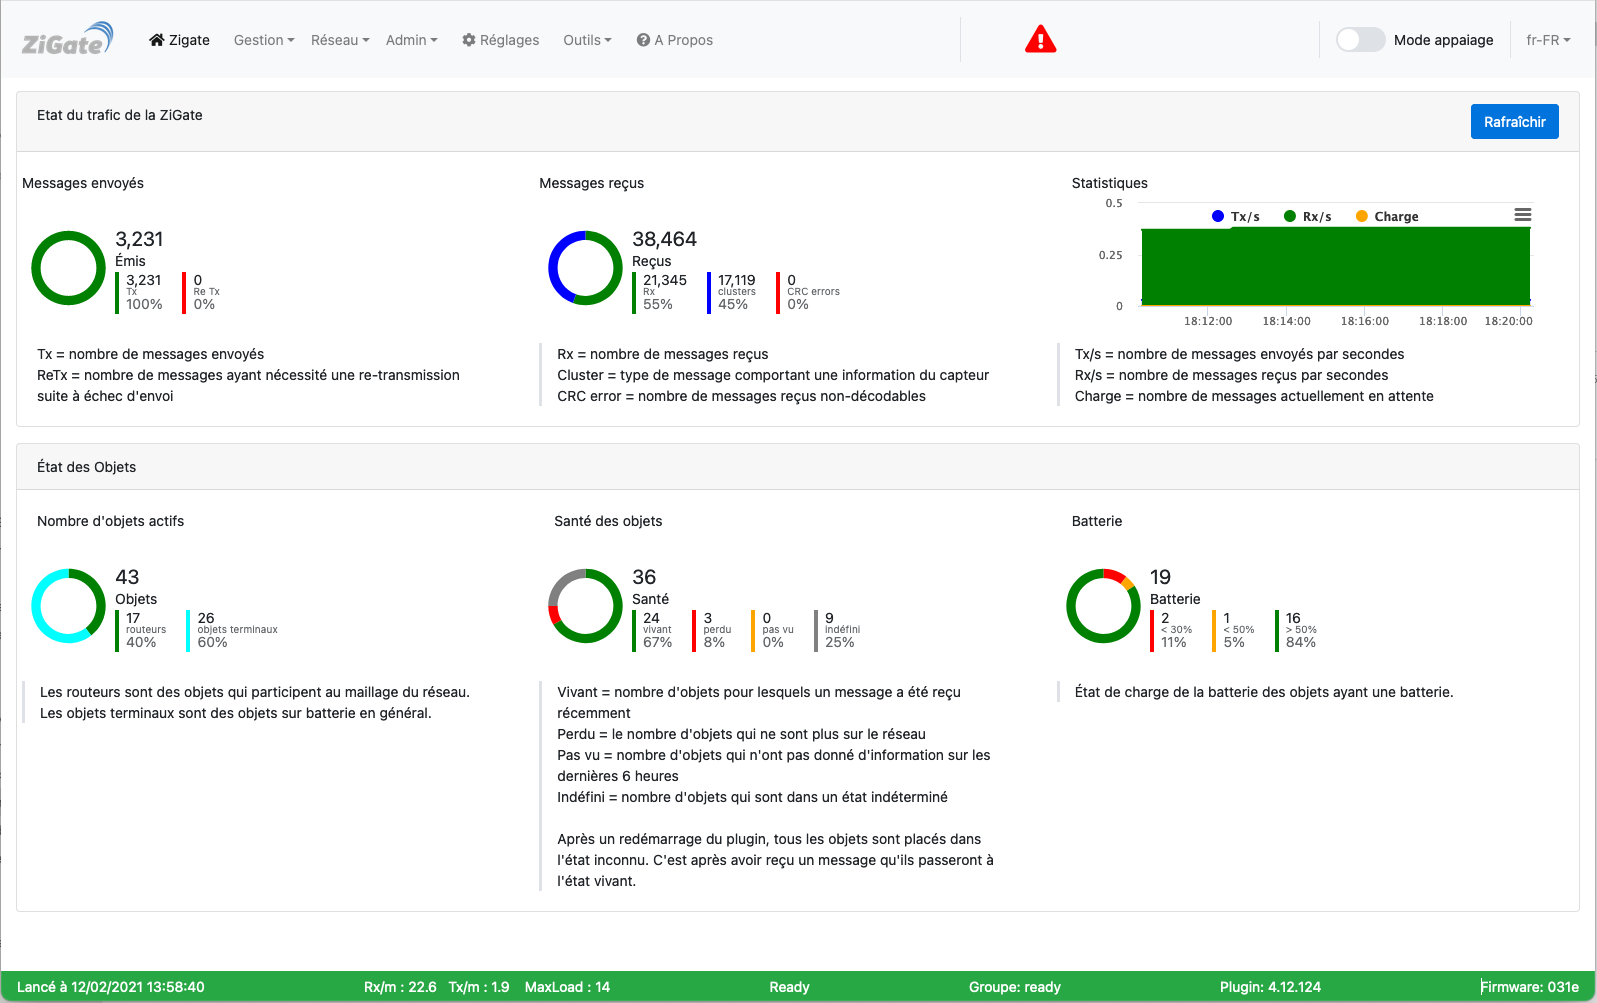 ZiGate
Zigate
Gestion
Réseau
Admin
Réglages
Outils
A Propos
Mode appaiage
fr-FR
Etat du trafic de la ZiGate
Rafraîchir
Messages envoyés
3,231
Émis
3,231
Tx
100%
0
Re Tx
0%
Tx = nombre de messages envoyés
ReTx = nombre de messages ayant nécessité une re-transmission
suite à échec d'envoi
Messages reçus
38,464
Reçus
21,345
Rx
55%
17,119
clusters
45%
0
CRC errors
0%
Rx = nombre de messages reçus
Cluster = type de message comportant une information du capteur
CRC error = nombre de messages reçus non-décodables
Statistiques
0.5
0.25
0
Tx/s
Rx/s
Charge
18:12:00
18:14:00
18:16:00
18:18:00
18:20:00
Tx/s = nombre de messages envoyés par secondes
Rx/s = nombre de messages reçus par secondes
Charge = nombre de messages actuellement en attente
État des Objets
Nombre d'objets actifs
43
Objets
17
routeurs
40%
26
objets terminaux
60%
Les routeurs sont des objets qui participent au maillage du réseau.
Les objets terminaux sont des objets sur batterie en général.
Santé des objets
36
Santé
24
vivant
67%
3
perdu
8%
0
pas vu
0%
9
indéfini
25%
Vivant = nombre d'objets pour lesquels un message a été reçu
récemment
Perdu = le nombre d'objets qui ne sont plus sur le réseau
Pas vu = nombre d'objets qui n'ont pas donné d'information sur les
dernières 6 heures
Indéfini = nombre d'objets qui sont dans un état indéterminé
Après un redémarrage du plugin, tous les objets sont placés dans
l'état inconnu. C'est après avoir reçu un message qu'ils passeront à
l'état vivant.
Batterie
19
Batterie
2
< 30%
11%
1
< 50%
5%
16
> 50%
84%
État de charge de la batterie des objets ayant une batterie.
Lancé à 12/02/2021 13:58:40
Rx/m : 22.6
Tx/m : 1.9
MaxLoad : 14
Ready
Groupe: ready
Plugin: 4.12.124
Firmware: 031e